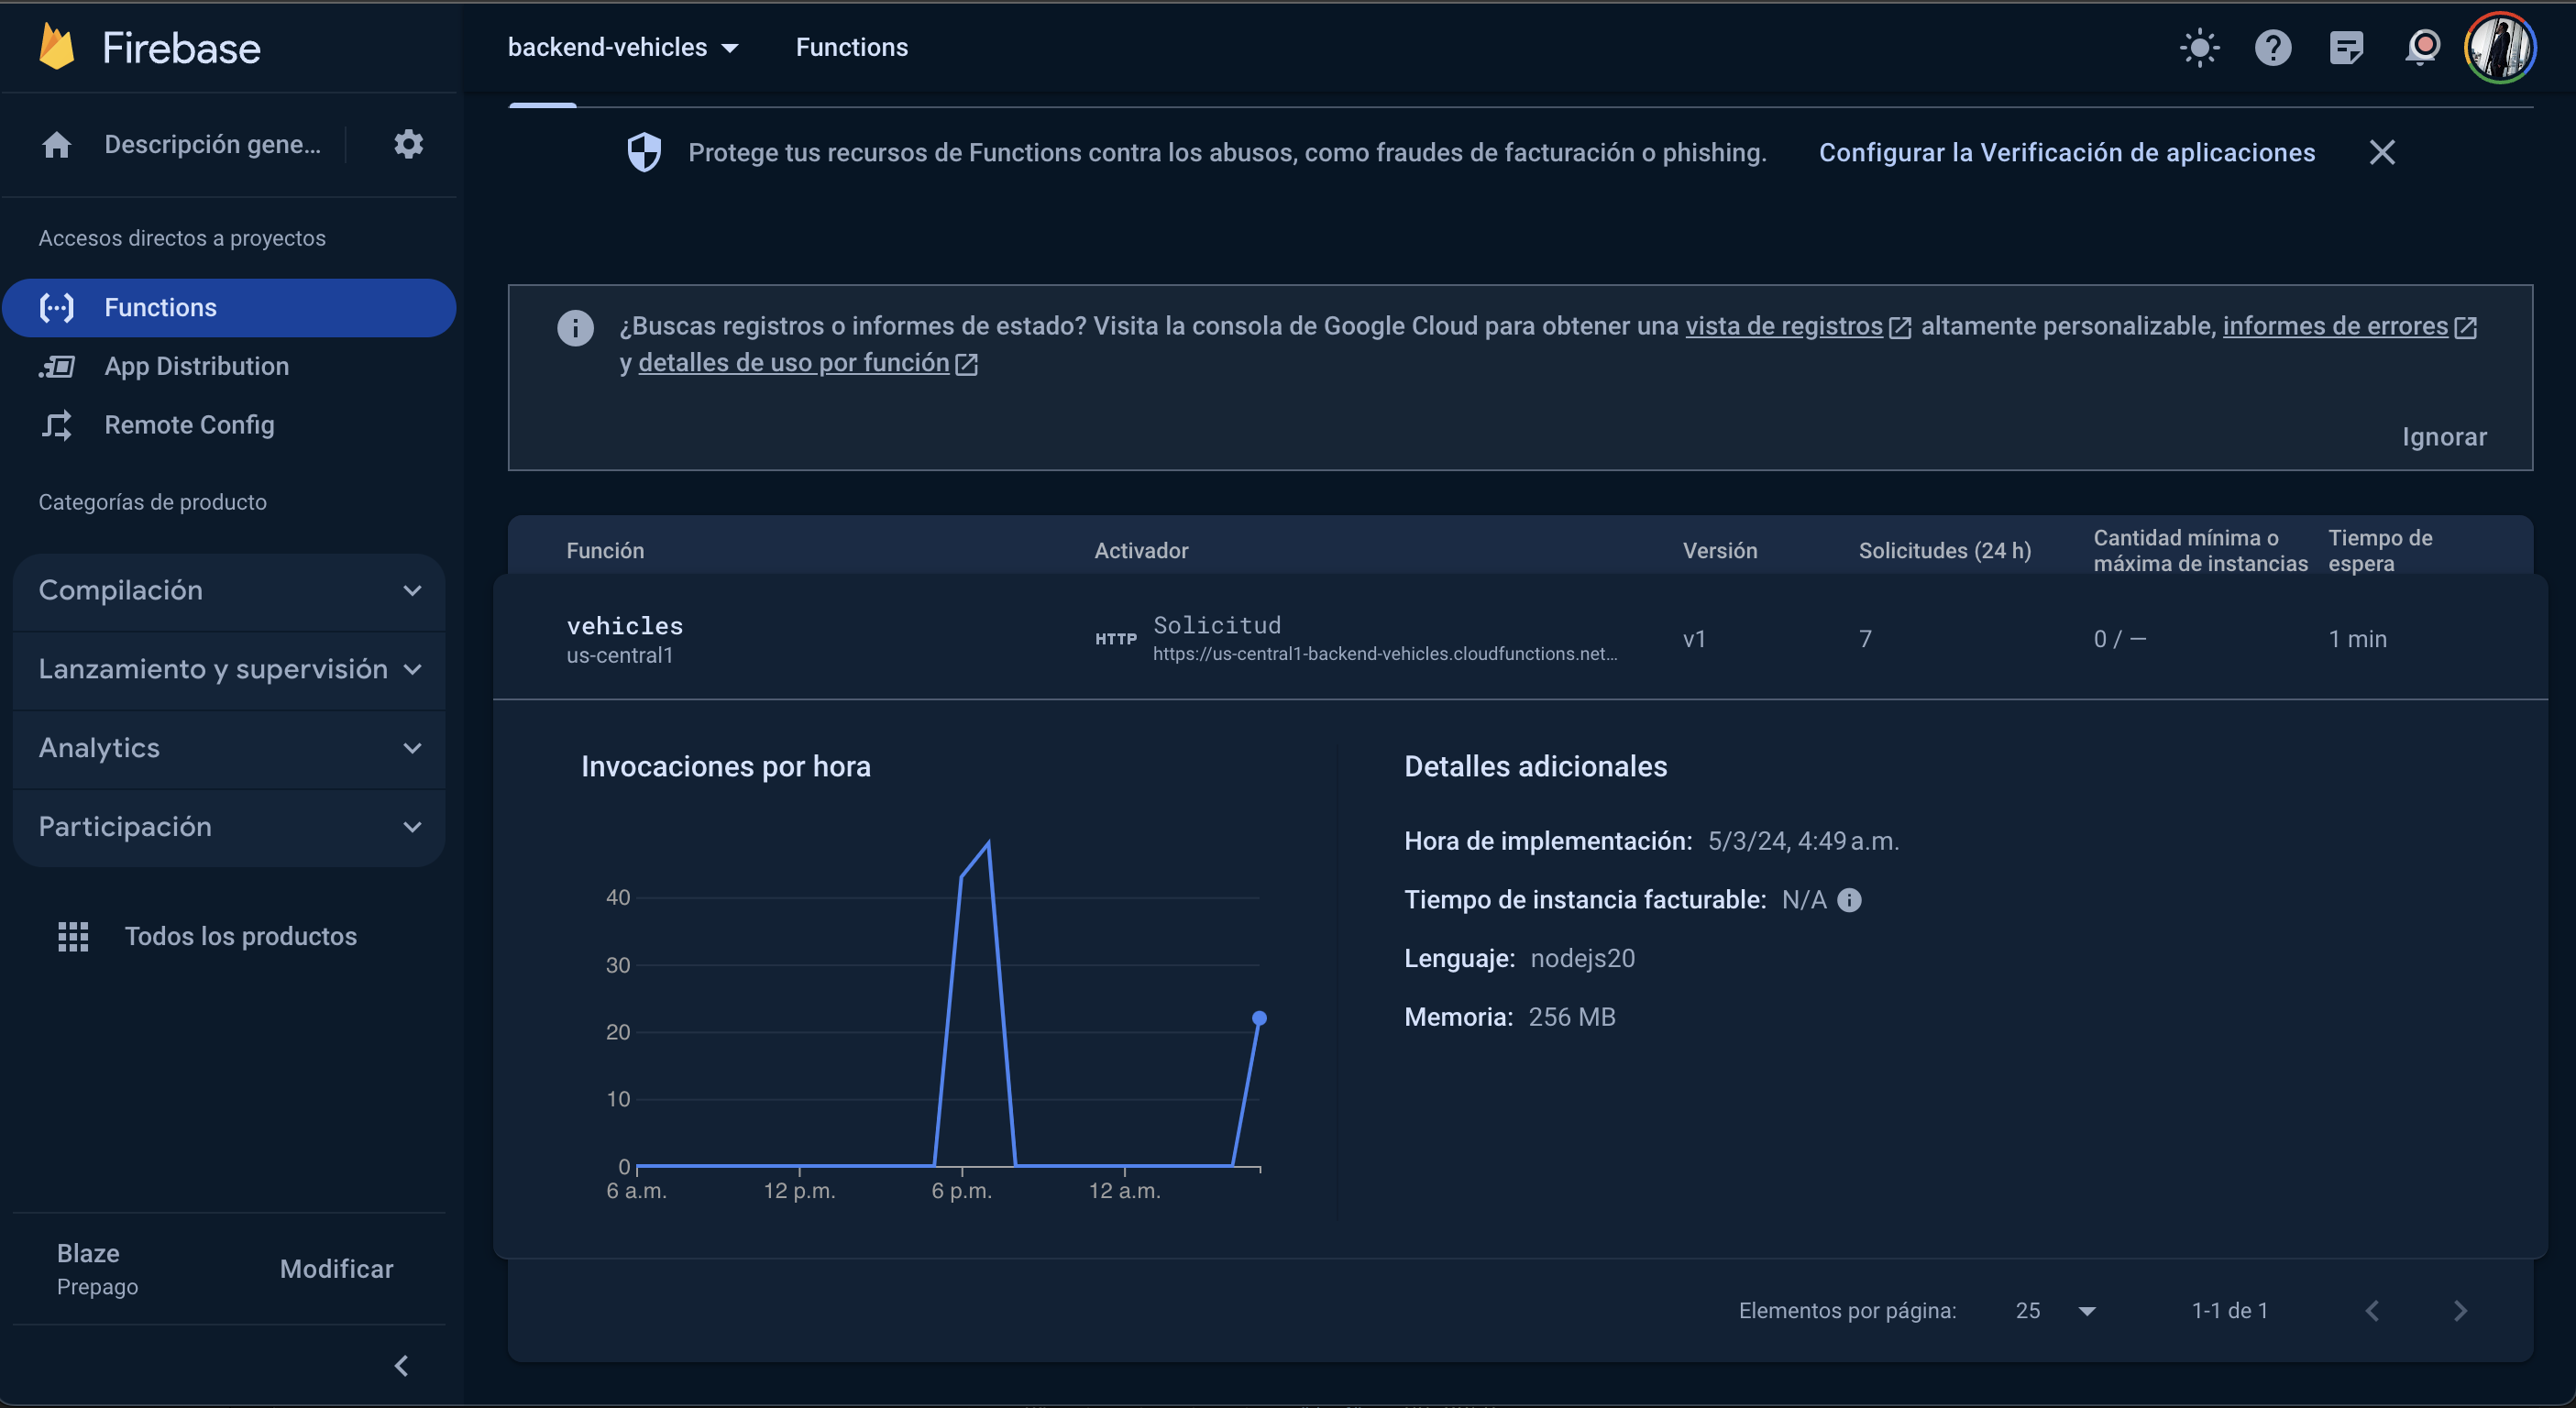 Firebase
backend-vehicles
Functions
Descripción gene...
Protege tus recursos de Functions contra los abusos, como fraudes de facturación o phishing.
Configurar la Verificación de aplicaciones
Accesos directos a proyectos
Functions
App Distribution
Remote Config
Categorías de producto
Compilación
Lanzamiento y supervisión
Analytics
Participación
Todos los productos
Blaze
Prepago
Modificar
¿Buscas registros o informes de estado? Visita la consola de Google Cloud para obtener una vista de registros altamente personalizable, informes de errores
y detalles de uso por función
Ignorar
Función
Activador
Versión
Solicitudes (24 h)
Cantidad mínima o
máxima de instancias
Tiempo de
espera
vehicles
us-central1
HTTP
Solicitud
https://us-central1-backend-vehicles.cloudfunctions.net...
v1
7
0 / —
1 min
Invocaciones por hora
40
30
20
10
0
6 a.m.
12 p.m.
6 p.m.
12 a.m.
Detalles adicionales
Hora de implementación: 5/3/24, 4:49 a.m.
Tiempo de instancia facturable: N/A
Lenguaje: nodejs20
Memoria: 256 MB
Elementos por página:
25
1-1 de 1